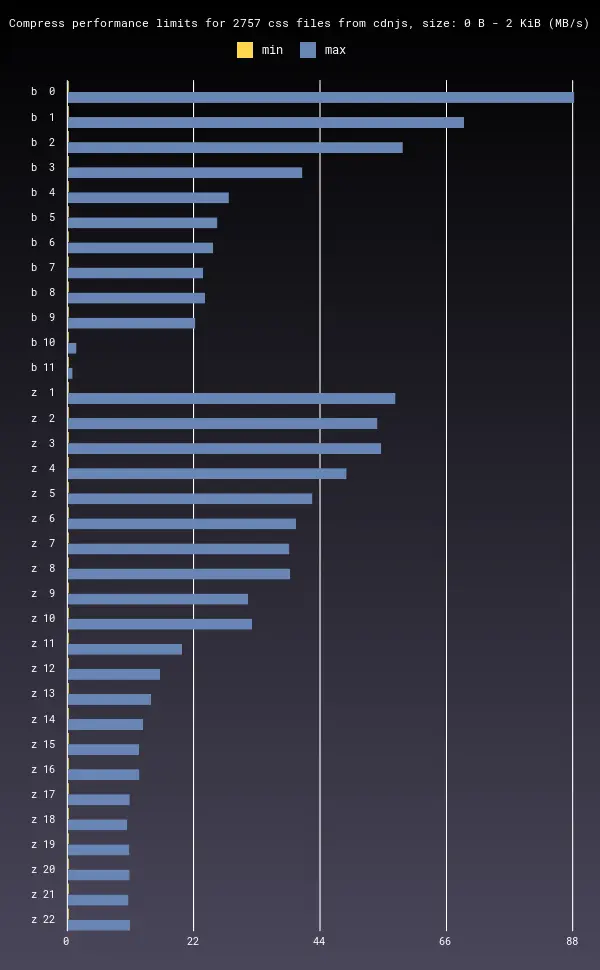 Compress performance limits for 2757 css files from cdnjs, size: 0 B - 2 KiB (MB/s)
min max
b 0
b 1
b 2
b 3
b 4
b 5
b 6
b 7
b 8
b 9
b 10
b 11
z 1
z 2
z 3
z 4
z 5
z 6
z 7
z 8
z 9
z 10
z 11
z 12
z 13
z 14
z 15
z 16
z 17
z 18
z 19
z 20
z 21
z 22
0 22 44 66 88